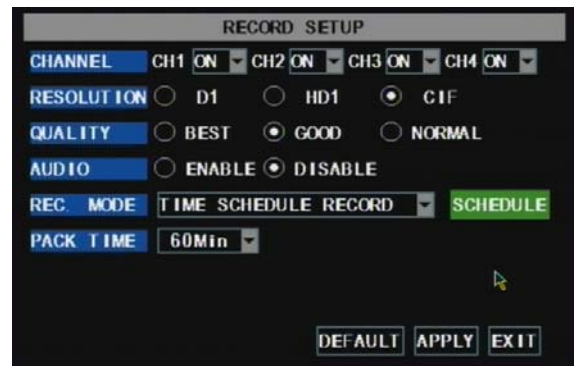 RECORD SETUP
CHANNEL CH1 ON CH2 ON CH3 ON CH4 ON
RESOLUTION D1 HD1 CIF
QUALITY BEST GOOD NORMAL
AUDIO ENABLE DISABLE
REC. MODE TIME SCHEDULE RECORD SCHEDULE
PACK TIME 60Min
DEFAULT APPLY EXIT